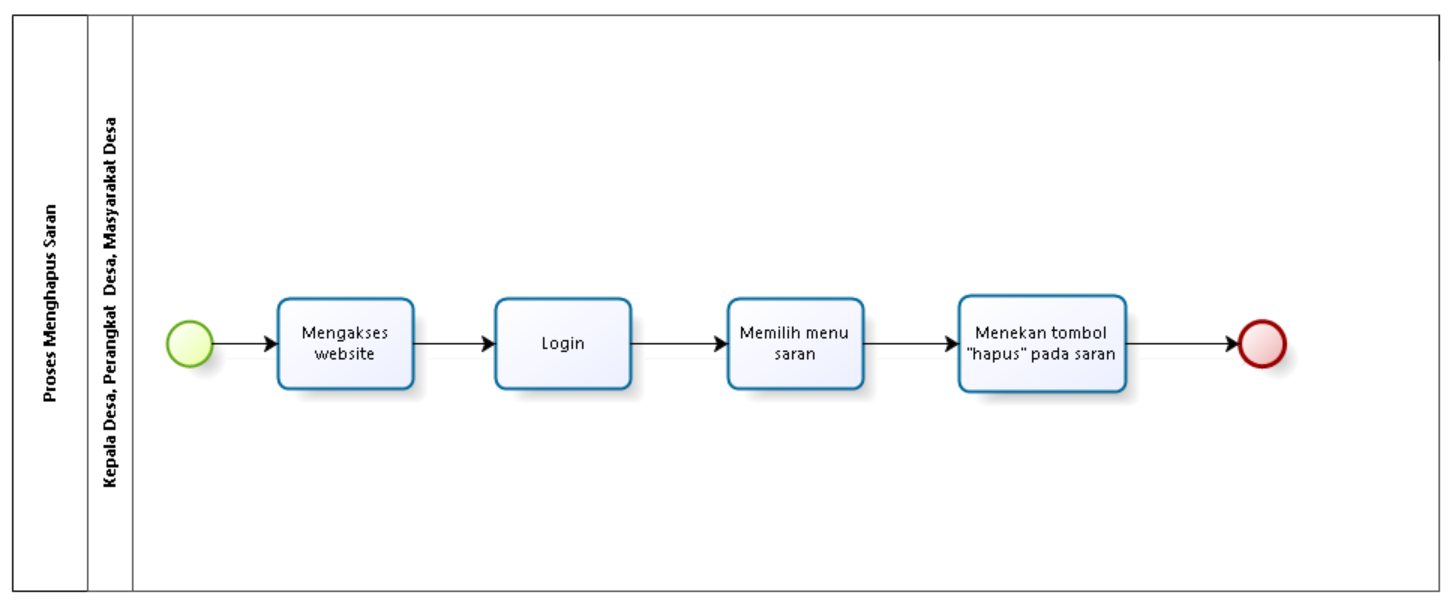 Proses Menghapus Saran
Kepala Desa, Perangkat  Desa, Masyarakat Desa
Mengakses
website
Login
Memilih menu
saran
Menekan tombol
"hapus" pada saran